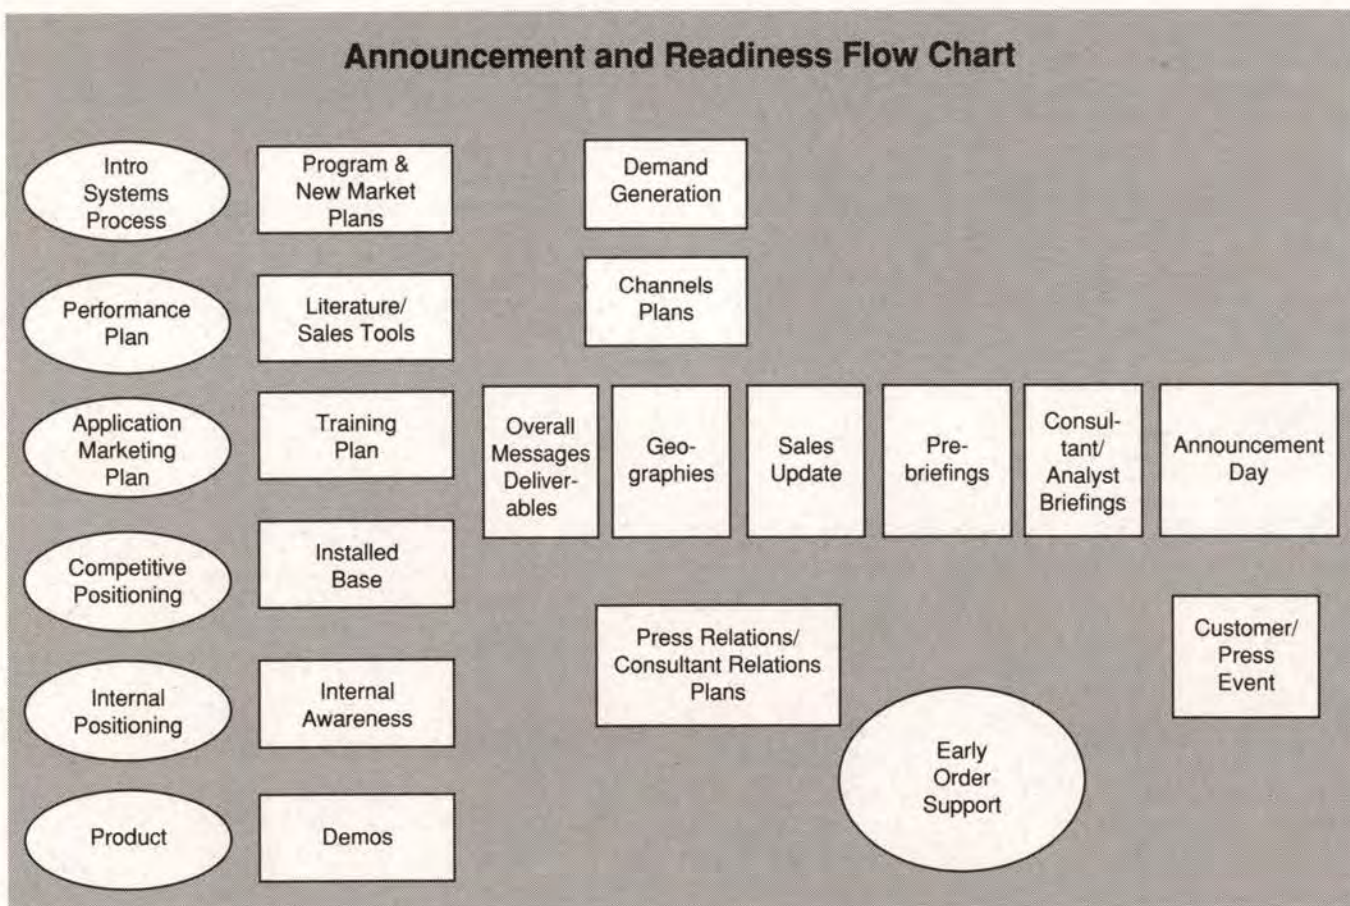 Announcement and Readiness Flow Chart
Intro
Systems
Process
Program &
New Market
Plans
Demand
Generation
Performance
Plan
Literature/
Sales Tools
Channels
Plans
Application
Marketing
Plan
Training
Plan
Overall
Messages
Deliver-
ables
Geo-
graphies
Sales
Update
Pre-
briefings
Consul-
tant/
Analyst
Briefings
Announcement
Day
Competitive
Positioning
Installed
Base
Press Relations/
Consultant Relations
Plans
Customer/
Press
Event
Internal
Positioning
Internal
Awareness
Early
Order
Support
Product
Demos